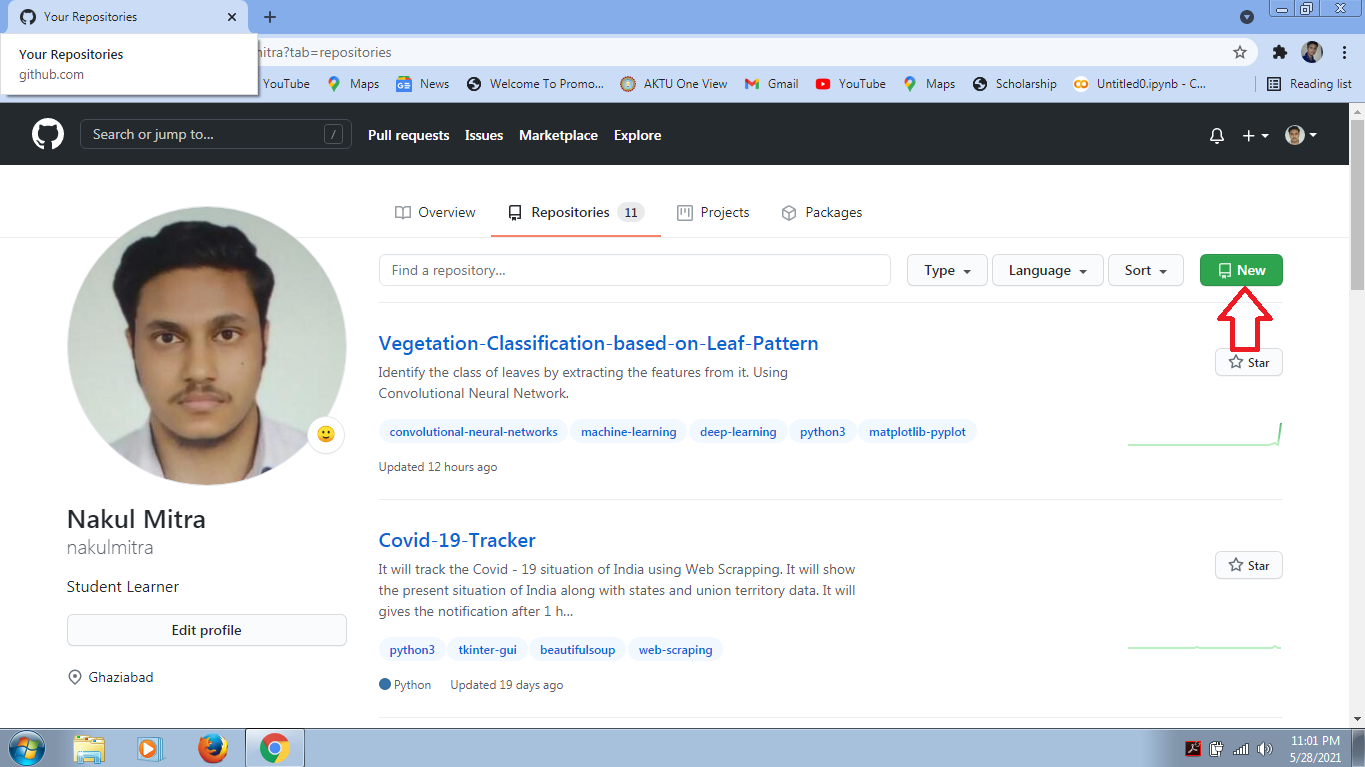 Your Repositories
Your Repositories
github.com
mitra?tab=repositories
YouTube
Maps
News
Welcome To Promo...
AKTU One View
Gmail
YouTube
Maps
Scholarship
Untitled0.ipynb - C...
Reading list
Search or jump to...
/
Pull requests
Issues
Marketplace
Explore
Overview
Repositories 11
Projects
Packages
Find a repository...
Type
Language
Sort
New
Vegetation-Classification-based-on-Leaf-Pattern
Star
Identify the class of leaves by extracting the features from it. Using
Convolutional Neural Network.
convolutional-neural-networks
machine-learning
deep-learning
python3
matplotlib-pyplot
Updated 12 hours ago
Nakul Mitra
nakulmitra
Student Learner
Edit profile
Ghaziabad
Covid-19-Tracker
Star
It will track the Covid - 19 situation of India using Web Scrapping. It will show
the present situation of India along with states and union territory data. It will
gives the notification after 1 h...
python3
tkinter-gui
beautifulsoup
web-scraping
Python
Updated 19 days ago
11:01 PM
5/28/2021